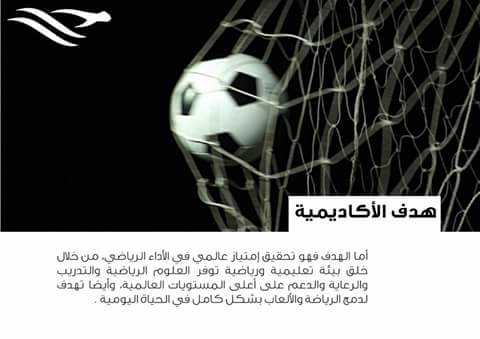 هدف الأكاديمية
أما الهدف فهو تحقيق إمتياز عالمي في الأداء الرياضي، من خلال
خلق بيئة تعليمية ورياضية توفر العلوم الرياضية والتدريب
والرعاية والدعم على أعلى المستويات العالمية، وأيضا تهدف
لدمج الرياضة والألعاب بشكل كامل في الحياة اليومية .